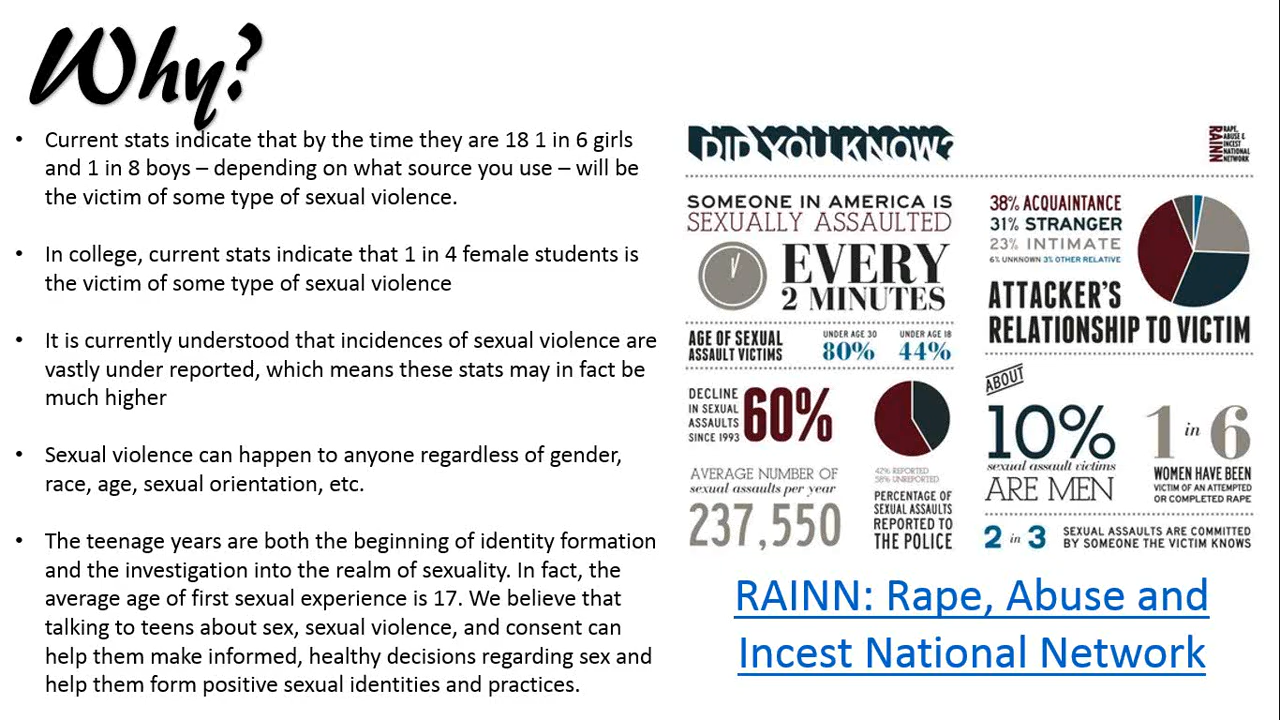 Why?
• Current stats indicate that by the time they are 18 1 in 6 girls
and 1 in 8 boys – depending on what source you use – will be
the victim of some type of sexual violence.
• In college, current stats indicate that 1 in 4 female students is
the victim of some type of sexual violence
• It is currently understood that incidences of sexual violence are
vastly under reported, which means these stats may in fact be
much higher
• Sexual violence can happen to anyone regardless of gender,
race, age, sexual orientation, etc.
• The teenage years are both the beginning of identity formation
and the investigation into the realm of sexuality. In fact, the
average age of first sexual experience is 17. We believe that
talking to teens about sex, sexual violence, and consent can
help them make informed, healthy decisions regarding sex and
help them form positive sexual identities and practices.
DID YOU KNOW?
RAINN
RAPE,
ABUSE &
INCEST
NATIONAL
NETWORK
SOMEONE IN AMERICA IS
SEXUALLY ASSAULTED
EVERY
2 MINUTES
AGE OF SEXUAL
ASSAULT VICTIMS
UNDER AGE 30
80%
UNDER AGE 18
44%
DECLINE
IN SEXUAL
ASSAULTS
SINCE 1993
60%
AVERAGE NUMBER OF
sexual assaults per year
237,550
42% REPORTED
58% UNREPORTED
PERCENTAGE OF
SEXUAL ASSAULTS
REPORTED TO
THE POLICE
38% ACQUAINTANCE
31% STRANGER
23% INTIMATE
6% UNKNOWN 3% OTHER RELATIVE
ATTACKER'S
RELATIONSHIP TO VICTIM
ABOUT
10%
sexual assault victims
ARE MEN
1 in 6
WOMEN HAVE BEEN
VICTIM OF AN ATTEMPTED
OR COMPLETED RAPE
2 in 3
SEXUAL ASSAULTS ARE COMMITTED
BY SOMEONE THE VICTIM KNOWS
RAINN: Rape, Abuse and
Incest National Network